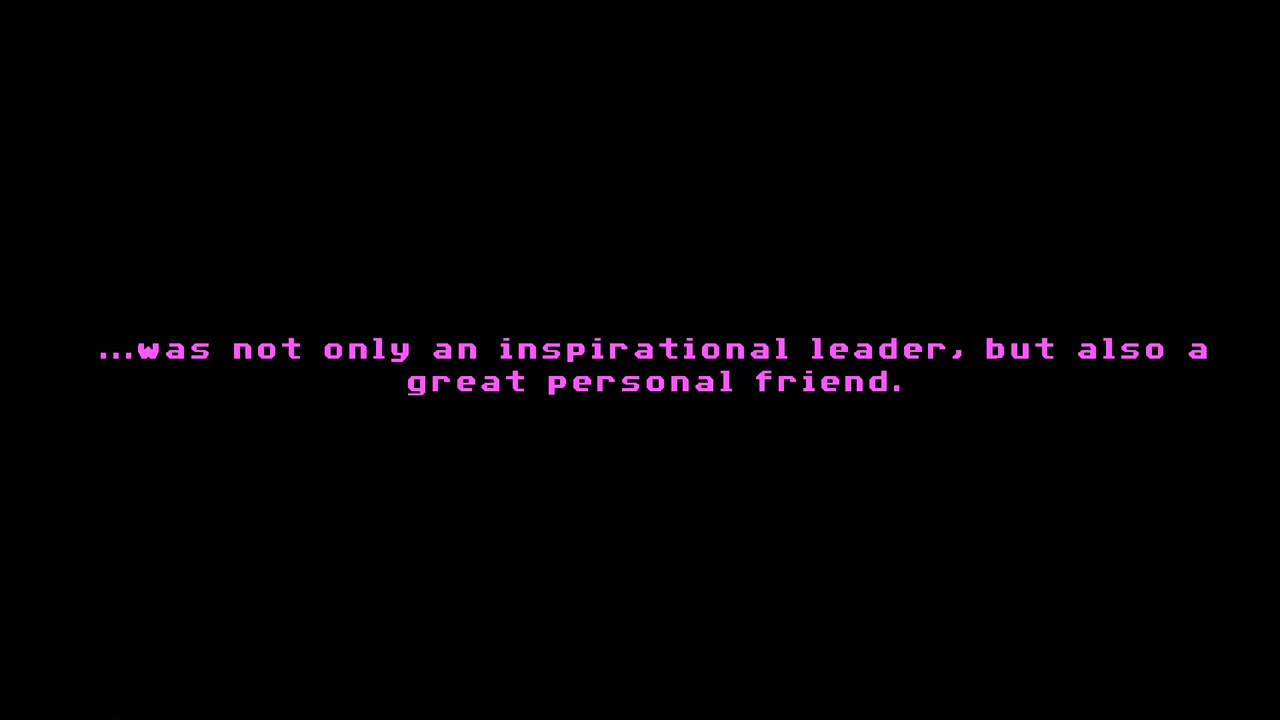 ...was not only an inspirational leader, but also a
great personal friend.